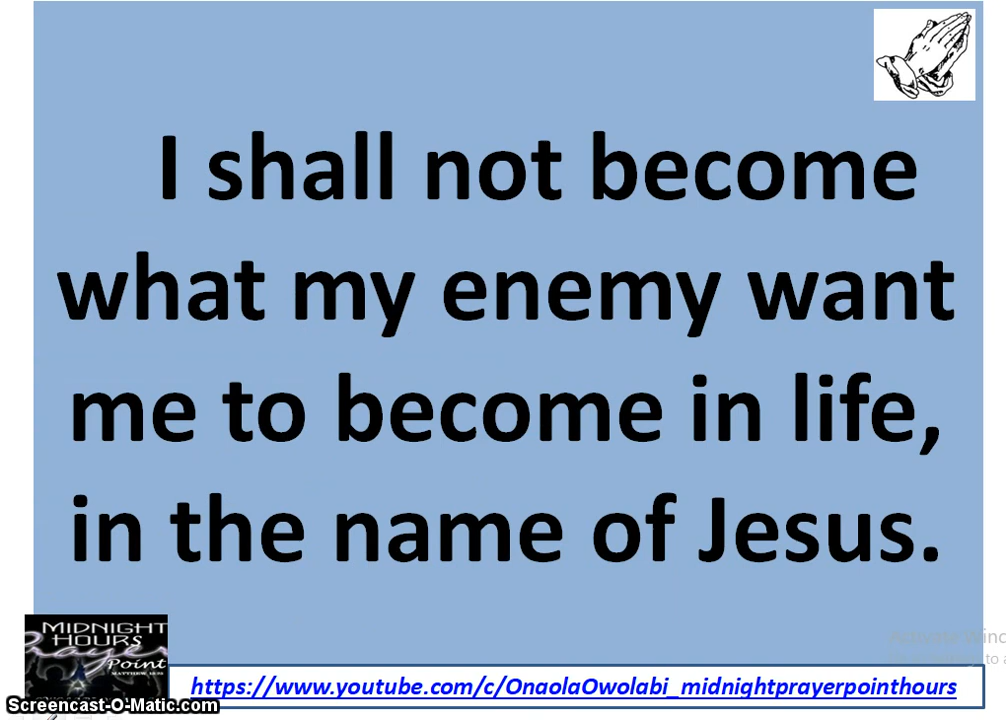 I shall not become
what my enemy want
me to become in life,
in the name of Jesus.
MIDNIGHT
HOURS
Prayer
Point
https://www.youtube.com/c/OnaolaOwolabi_midnightprayerpointhours
Screencast-O-Matic.com